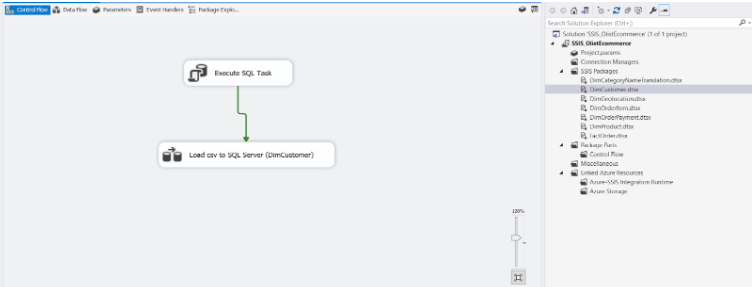 Control Flow Data Flow Parameters Event Handlers Package Explo...
Execute SQL Task
Load csv to SQL Server (DimCustomer)
120%
Search Solution Explorer (Ctrl+;)
Solution 'SSIS_OlistEcommerce' (1 of 1 project)
SSIS_OlistEcommerce
Project.params
Connection Managers
SSIS Packages
DimCategoryNameTranslation.dtsx
DimCustomer.dtsx
DimGeolocation.dtsx
DimOrderItem.dtsx
DimOrderPayment.dtsx
DimProduct.dtsx
FactOrder.dtsx
Package Parts
Control Flow
Miscellaneous
Linked Azure Resources
Azure-SSIS Integration Runtime
Azure Storage